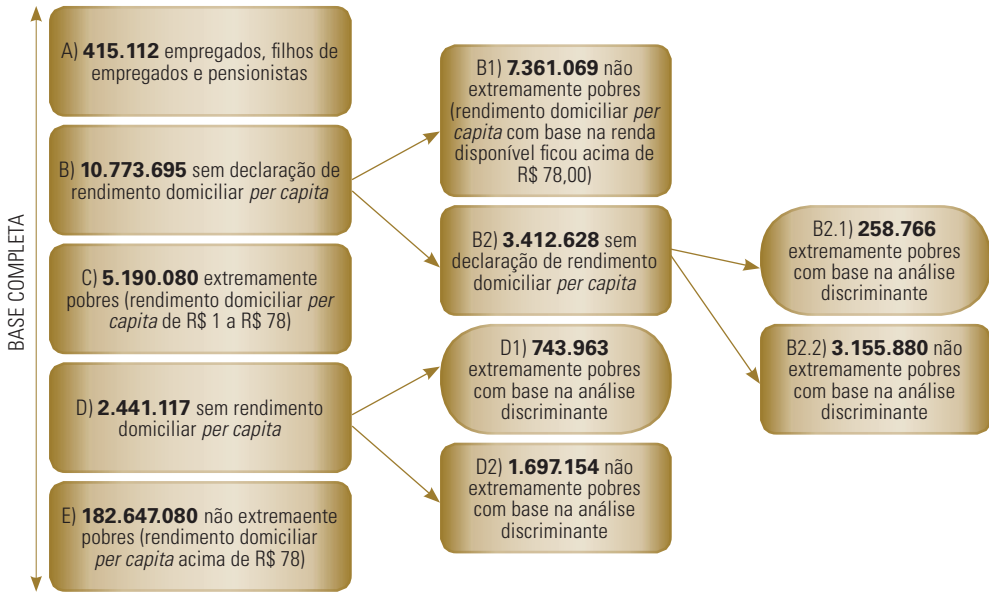 BASE COMPLETA
A) 415.112 empregados, filhos de
empregados e pensionistas
B) 10.773.695 sem declaração de
rendimento domiciliar per capita
C) 5.190.080 extremamente
pobres (rendimento domiciliar per
capita de R$ 1 a R$ 78)
D) 2.441.117 sem rendimento
domiciliar per capita
E) 182.647.080 não extremaente
pobres (rendimento domiciliar
per capita acima de R$ 78)
B1) 7.361.069 não
extremamente pobres
(rendimento domiciliar per
capita com base na renda
disponível ficou acima de
R$ 78,00)
B2) 3.412.628 sem
declaração de rendimento
domiciliar per capita
D1) 743.963
extremamente pobres
com base na análise
discriminante
D2) 1.697.154 não
extremamente pobres
com base na análise
discriminante
B2.1) 258.766
extremamente pobres
com base na análise
discriminante
B2.2) 3.155.880 não
extremamente pobres
com base na análise
discriminante